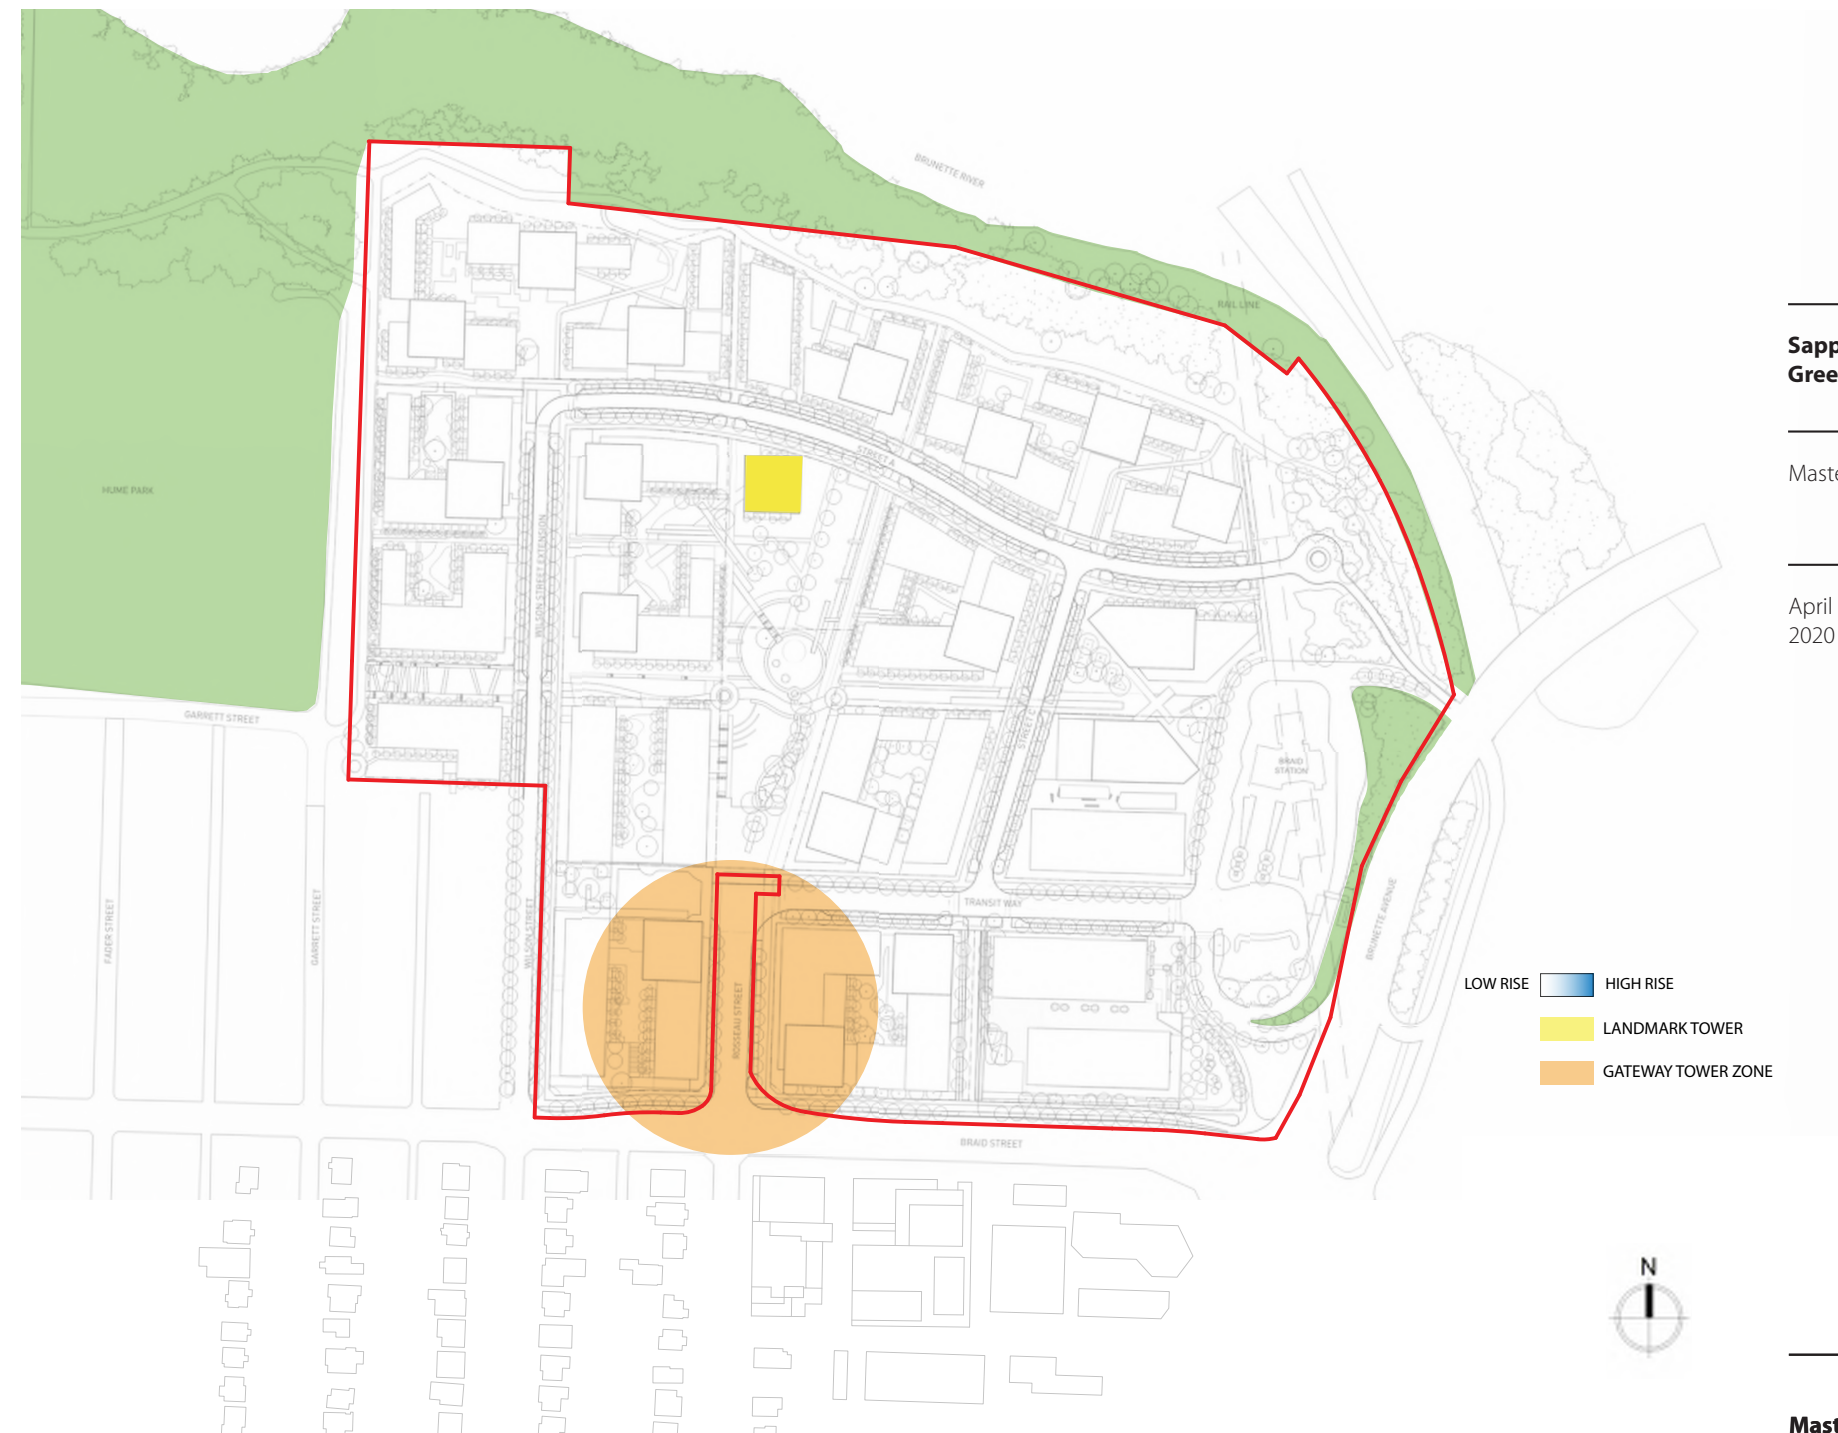 BRUNETTE RIVER
RAIL LINE
Sapp
Gree
STREET A
Maste
HUME PARK
WILSON STREET EXTENSION
April
2020
GARRETT STREET
STREET C
BRAID
STATION
TRANSIT WAY
FADER STREET
GARRETT STREET
WILSON STREET
ROSSEAU STREET
BRUNETTE AVENUE
LOW RISE HIGH RISE
LANDMARK TOWER
GATEWAY TOWER ZONE
BRAID STREET
N
Mast